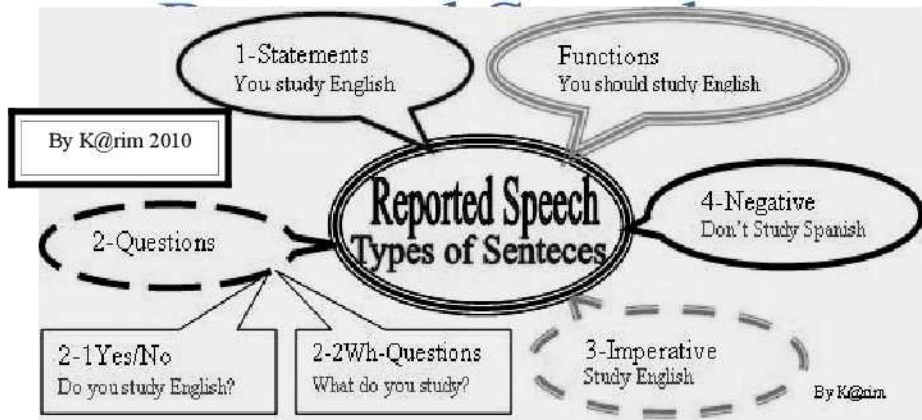 1-Statements
You study English
Functions
You should study English
By K@rim 2010
Reported Speech
Types of Senteces
4-Negative
Don't Study Spanish
2-Questions
2-1Yes/No
Do you study English?
2-2Wh-Questions
What do you study?
3-Imperative
Study English
By K@rim